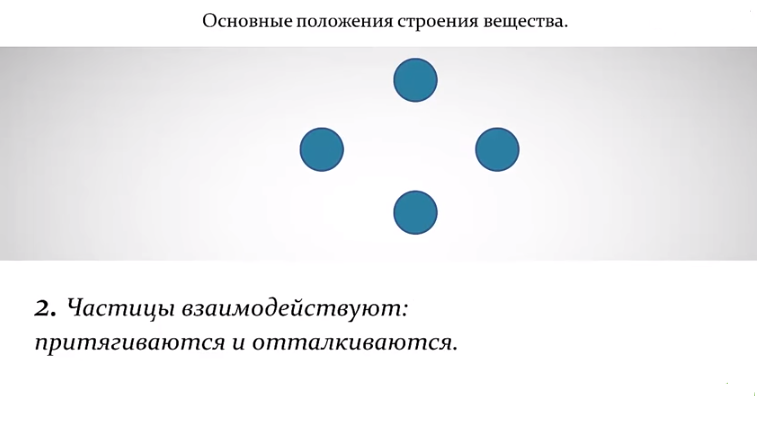 Основные положения строения вещества.
2. Частицы взаимодействуют:
притягиваются и отталкиваются.